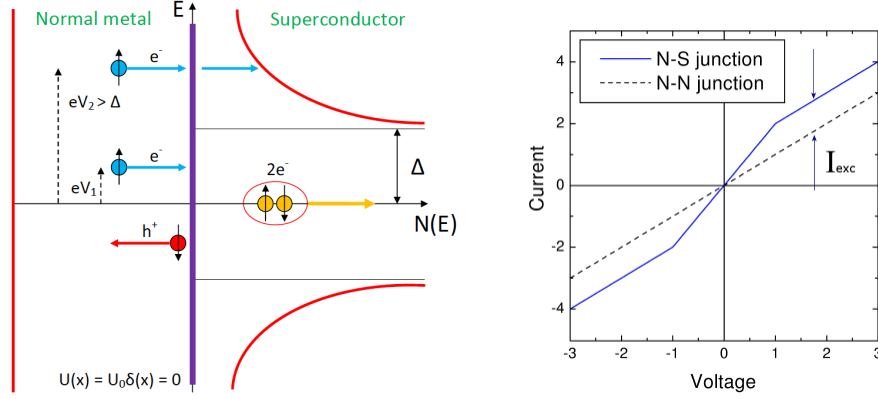 Normal metal
E
Superconductor
e⁻
eV₂ > Δ
e⁻
eV₁
2e⁻
Δ
N(E)
h⁺
U(x) = U₀δ(x) = 0
N-S junction
N-N junction
Iexc
Current
4
2
0
-2
-4
-3
-2
-1
0
1
2
3
Voltage